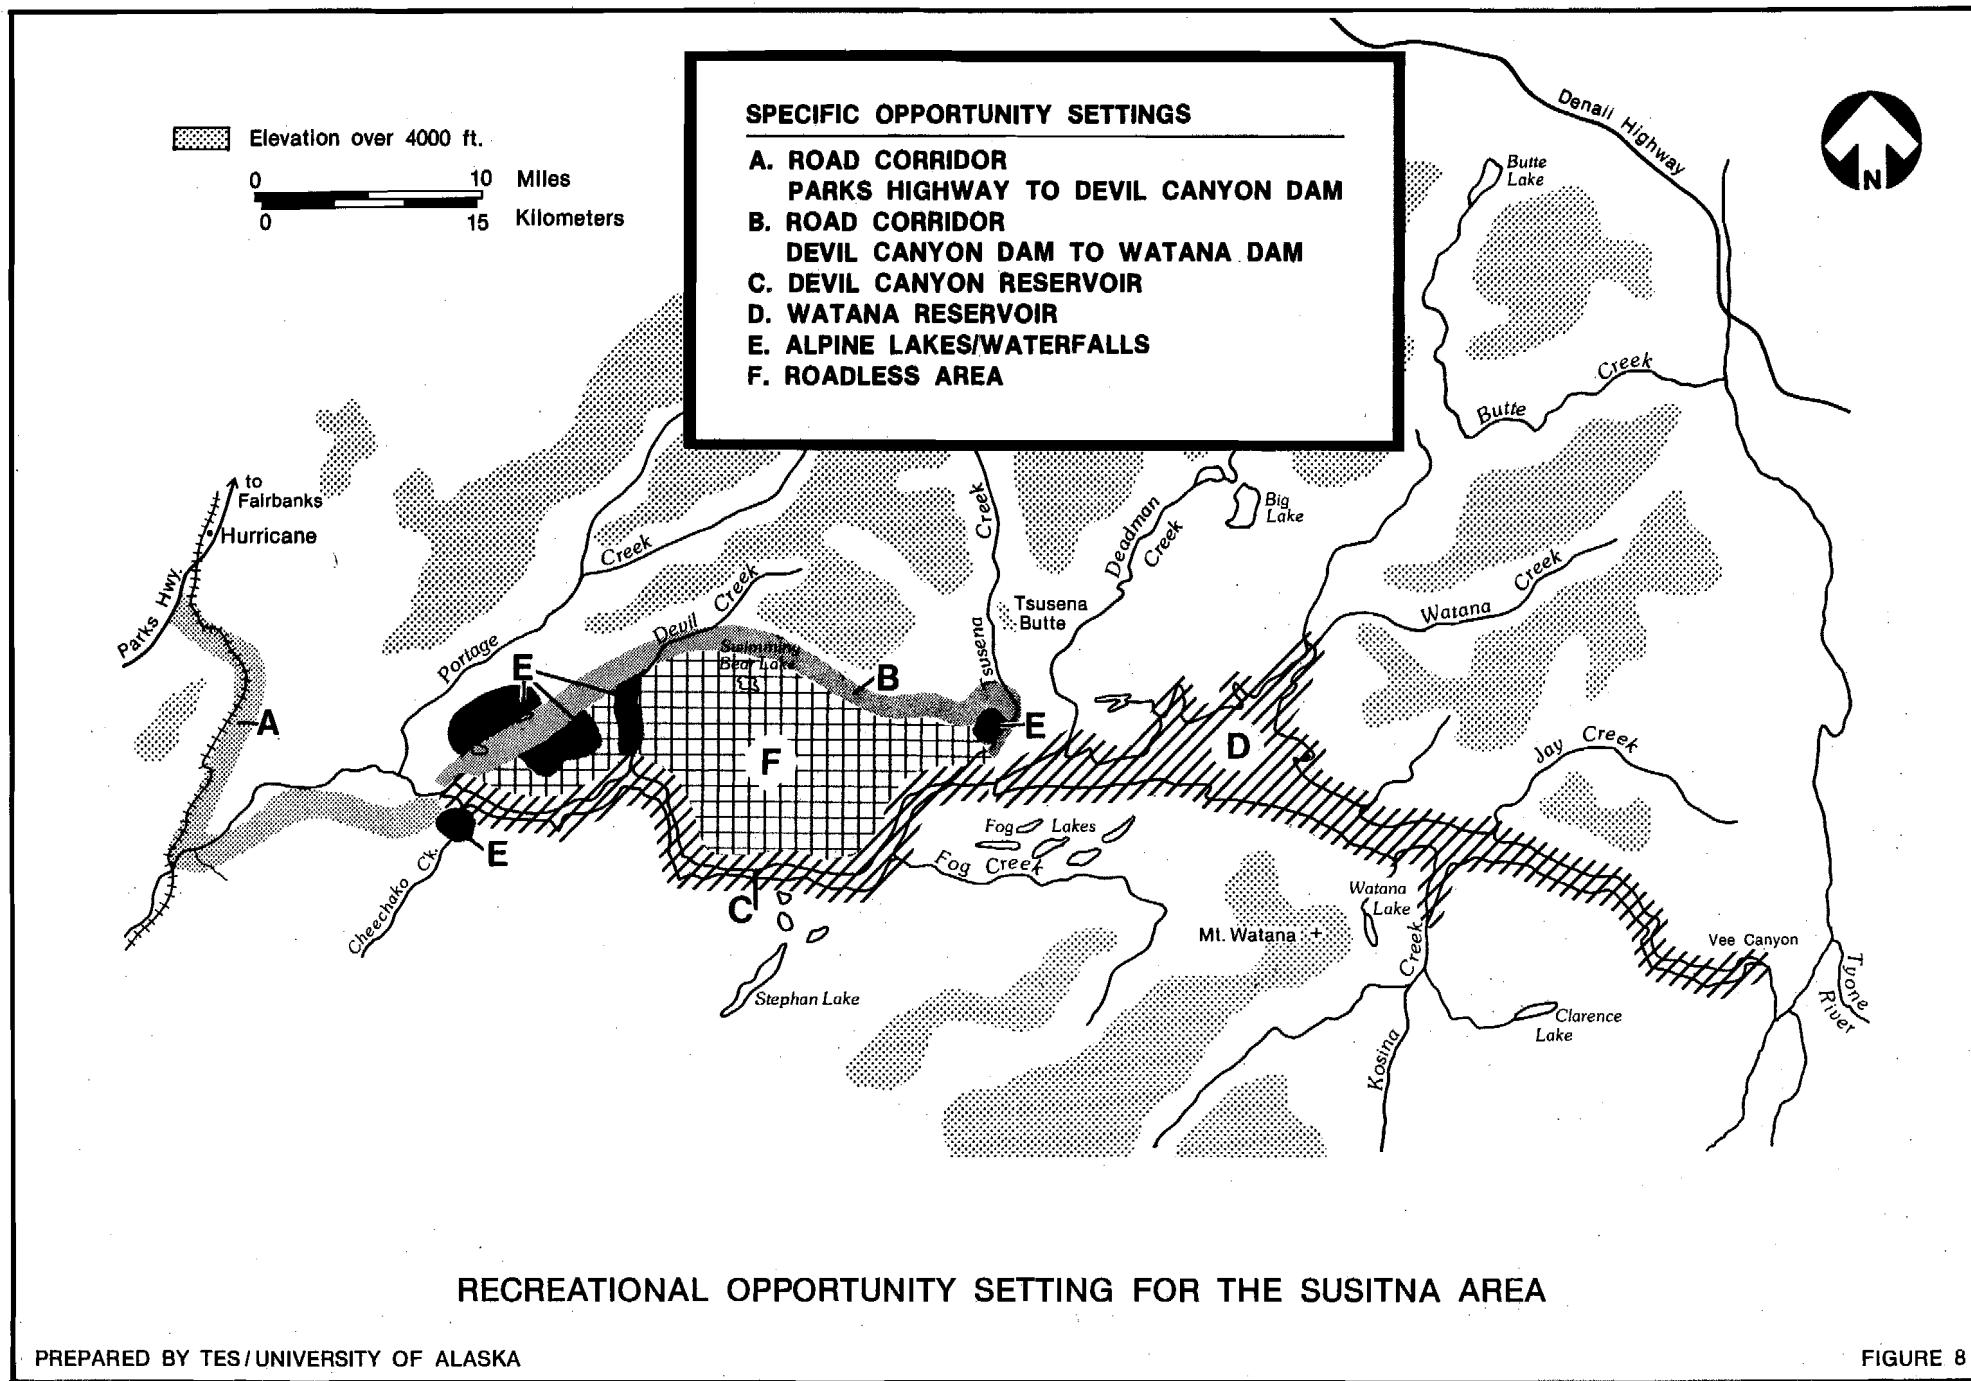 SPECIFIC OPPORTUNITY SETTINGS
A. ROAD CORRIDOR
PARKS HIGHWAY TO DEVIL CANYON DAM
B. ROAD CORRIDOR
DEVIL CANYON DAM TO WATANA DAM
C. DEVIL CANYON RESERVOIR
D. WATANA RESERVOIR
E. ALPINE LAKES/WATERFALLS
F. ROADLESS AREA
Elevation over 4000 ft.
0 10 Miles
0 15 Kilometers
Denali Highway
N
Butte
Lake
Butte Creek
to
Fairbanks
Hurricane
Parks Hwy.
A
Portage
Creek
Devil Creek
Swimming
Bear Lake
E
B
Tsusena
Creek
Tsusena
Butte
E
Deadman
Creek
Big
Lake
Watana Creek
D
Jay Creek
F
E
Cheechako Ck.
C
Fog Lakes
Fog Creek
Stephan Lake
Mt. Watana +
Watana
Lake
Kosina
Creek
Clarence
Lake
Vee Canyon
Tyone
River
RECREATIONAL OPPORTUNITY SETTING FOR THE SUSITNA AREA
PREPARED BY TES/UNIVERSITY OF ALASKA
FIGURE 8